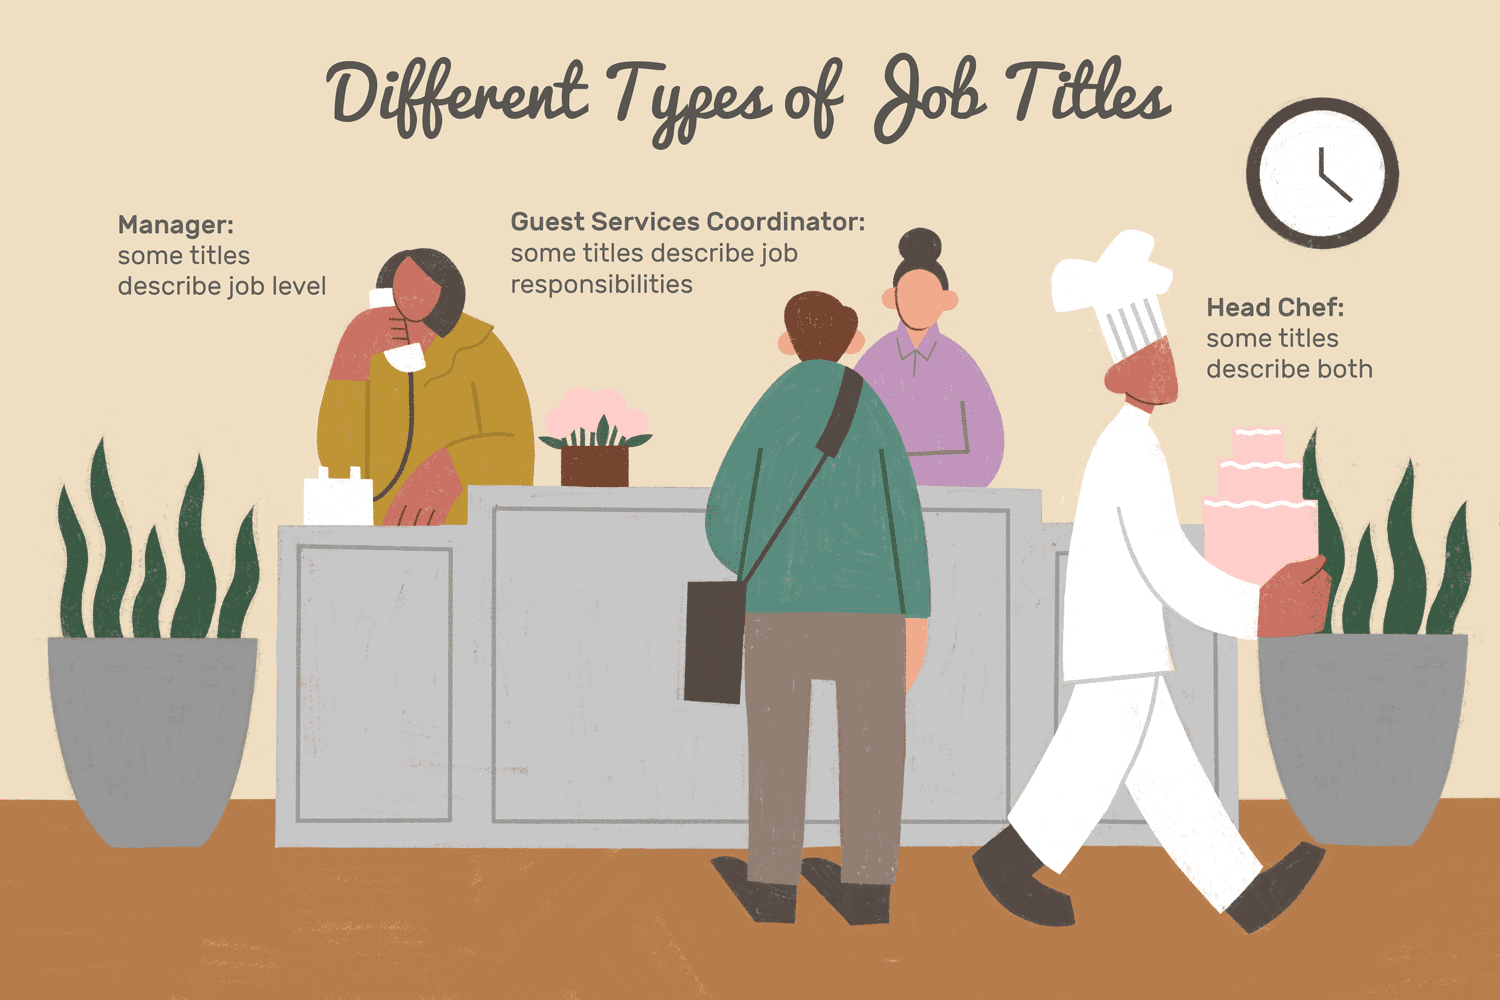 Different Types of Job Titles
Manager:
some titles
describe job level
Guest Services Coordinator:
some titles describe job
responsibilities
Head Chef:
some titles
describe both